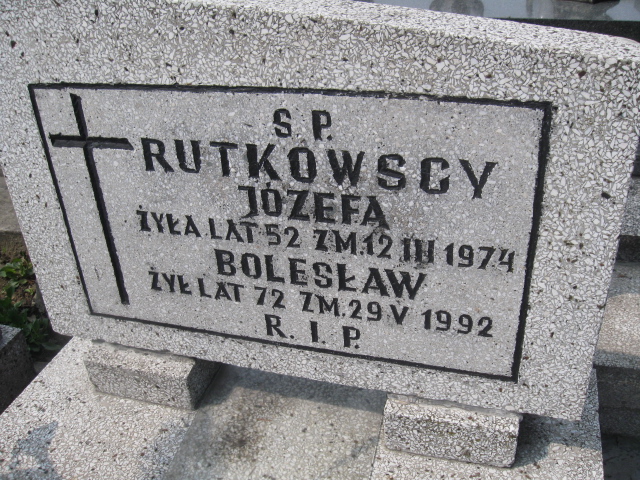 S.P.
RUTKOWSCY
JÓZEFA
ŻYŁA LAT 52 ZM.12 III 1974
BOLESŁAW
ŻYŁ LAT 72 ZM.29 V 1992
R.I.P.